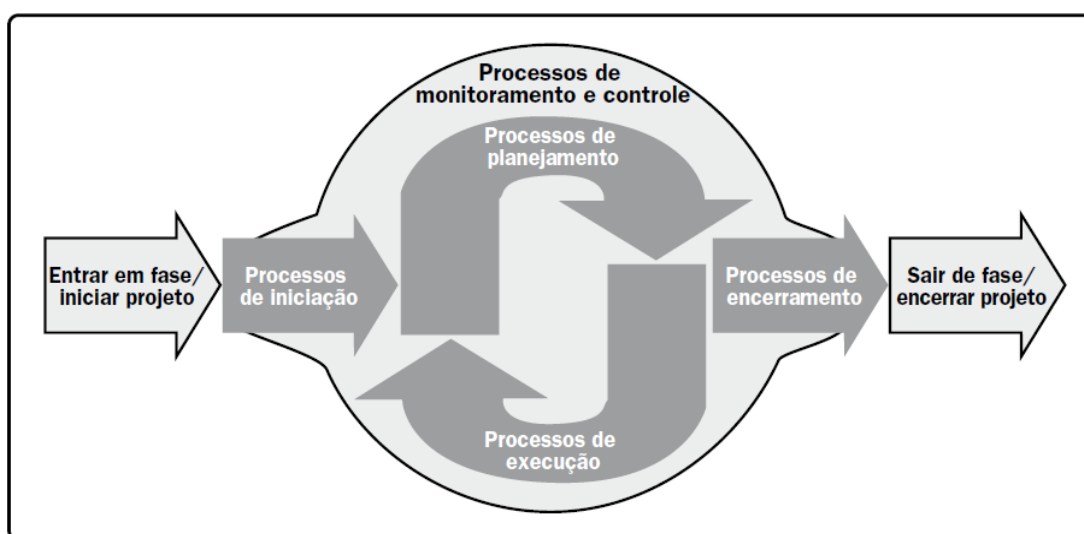 Processos de
monitoramento e controle
Processos de
planejamento
Entrar em fase/
iniciar projeto
Processos
de iniciação
Processos de
encerramento
Sair de fase/
encerrar projeto
Processos de
execução